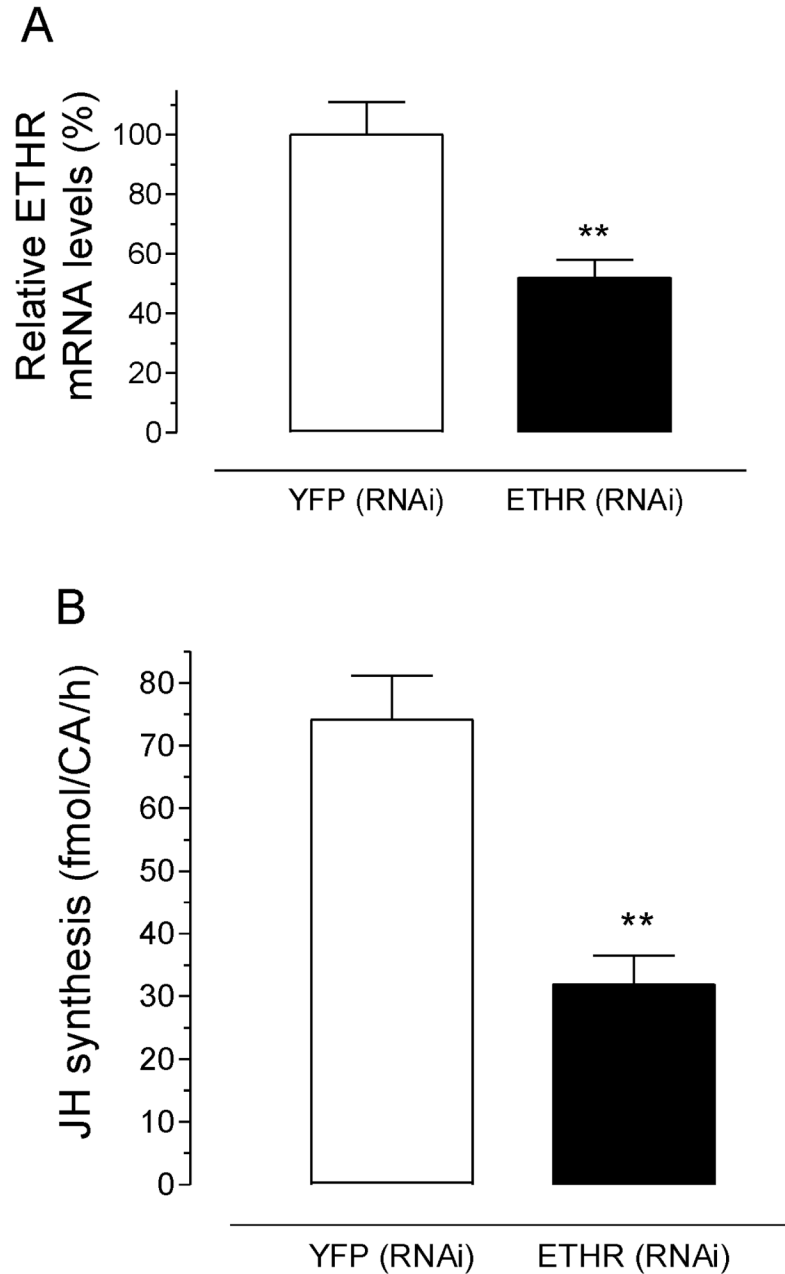 A
Relative ETHR
mRNA levels (%)
100
80
60
40
20
0
**
YFP (RNAi)
ETHR (RNAi)
B
JH synthesis (fmol/CA/h)
80
70
60
50
40
30
20
10
0
**
YFP (RNAi)
ETHR (RNAi)